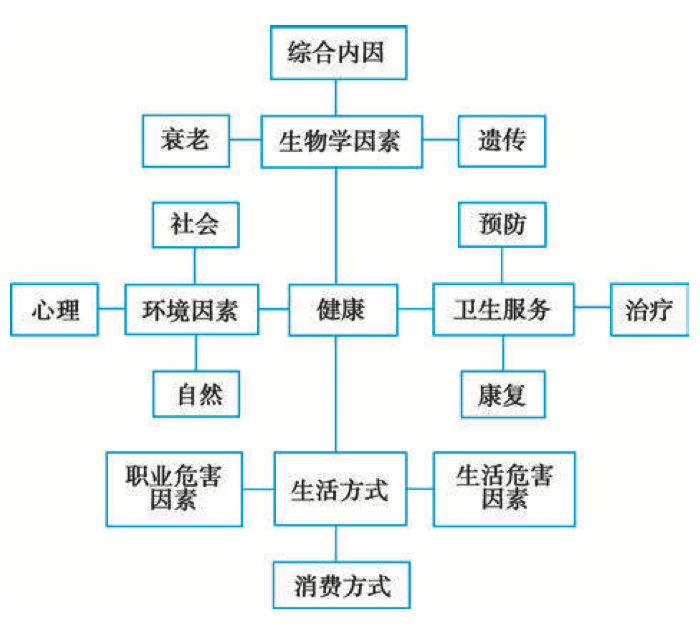 综合内因
衰老
生物学因素
遗传
社会
预防
心理
环境因素
健康
卫生服务
治疗
自然
康复
职业危害
因素
生活方式
生活危害
因素
消费方式